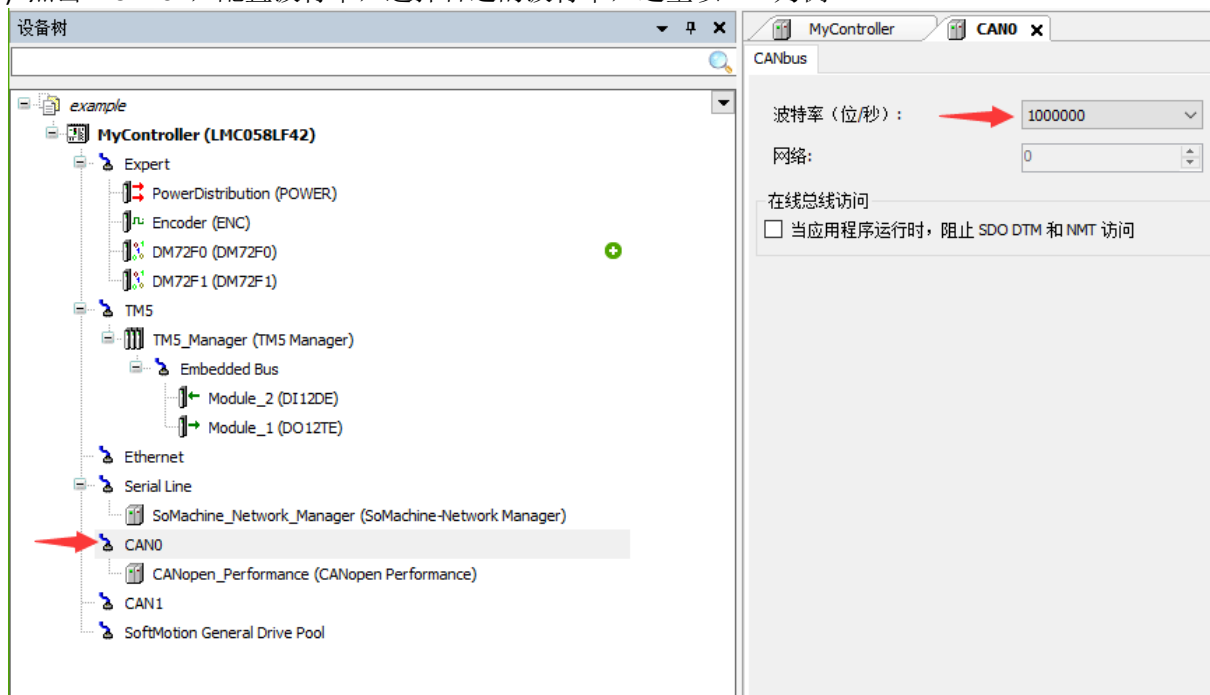 设备树
example
MyController (LMC058LF42)
Expert
PowerDistribution (POWER)
Encoder (ENC)
DM72F0 (DM72F0)
DM72F1 (DM72F1)
TM5
TM5_Manager (TM5 Manager)
Embedded Bus
Module_2 (DI12DE)
Module_1 (DO12TE)
Ethernet
Serial Line
SoMachine_Network_Manager (SoMachine-Network Manager)
CAN0
CANopen_Performance (CANopen Performance)
CAN1
SoftMotion General Drive Pool
MyController CAN0
CANbus
波特率（位/秒）： 1000000
网络: 0
在线总线访问
当应用程序运行时，阻止 SDO DTM 和 NMT 访问